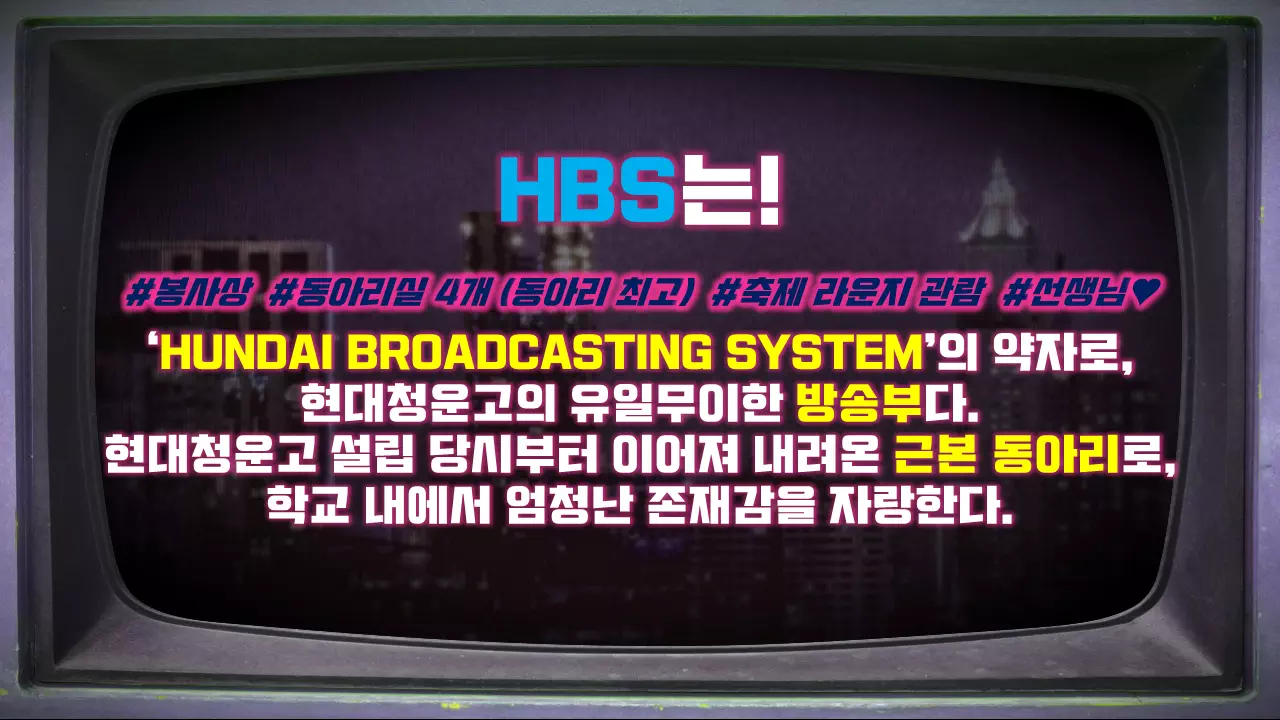 HBS는!
#봉사상 #동아리실 4개 (동아리 최고) #축제 라운지 관람 #선생님♥
‘HUNDAI BROADCASTING SYSTEM’의 약자로,
현대청운고의 유일무이한 방송부다.
현대청운고 설립 당시부터 이어져 내려온 근본 동아리로,
학교 내에서 엄청난 존재감을 자랑한다.